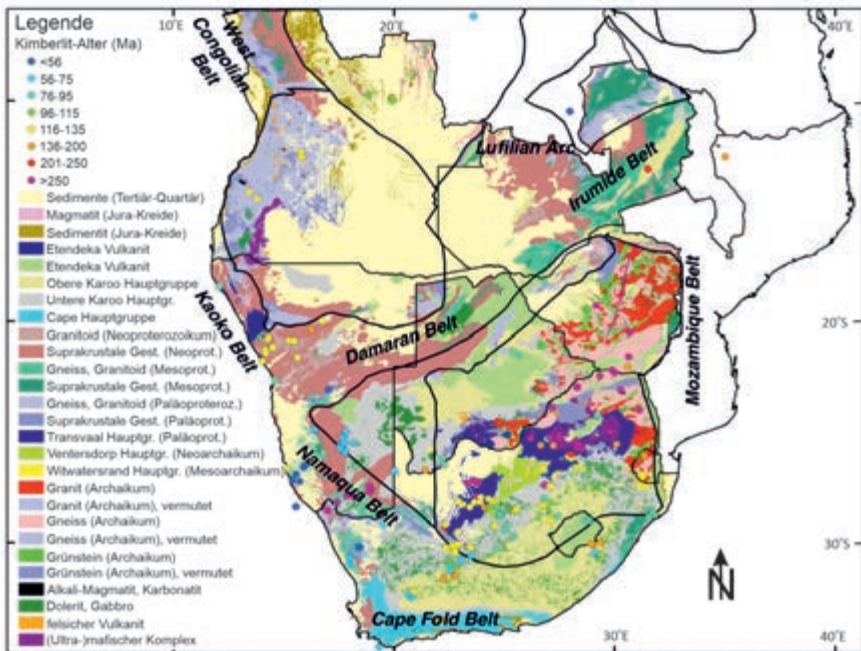 Legende
Kimberlit-Alter (Ma)
<56
56-75
76-95
96-115
116-135
136-200
201-250
>250
Sedimente (Tertiär-Quartär)
Magmatit (Jura-Kreide)
Sedimentit (Jura-Kreide)
Etendeka Vulkanit
Etendeka Vulkanit
Obere Karoo Hauptgruppe
Untere Karoo Hauptgr.
Cape Hauptgruppe
Granitoid (Neoproterozoikum)
Suprakrustale Gest. (Neoprot.)
Gneiss, Granitoid (Mesoprot.)
Suprakrustale Gest. (Mesoprot.)
Gneiss, Granitoid (Paläoproteroz.)
Suprakrustale Gest. (Paläoprot.)
Transvaal Hauptgr. (Paläoprot.)
Ventersdorp Hauptgr. (Neoarchaikum)
Witwatersrand Hauptgr. (Mesoarchaikum)
Granit (Archaikum)
Granit (Archaikum), vermutet
Gneiss (Archaikum)
Gneiss (Archaikum), vermutet
Grünstein (Archaikum)
Grünstein (Archaikum), vermutet
Alkali-Magmatit, Karbonatit
Dolerit, Gabbro
felsicher Vulkanit
(Ultra-)mafischer Komplex
10°E
20°E
40°E
West
Congolian
Belt
Lufilian Arc
Irumide Belt
Kaoko Belt
Damaran Belt
Mozambique Belt
20°S
Namaqua Belt
30°S
N
Cape Fold Belt
30°E
40°E